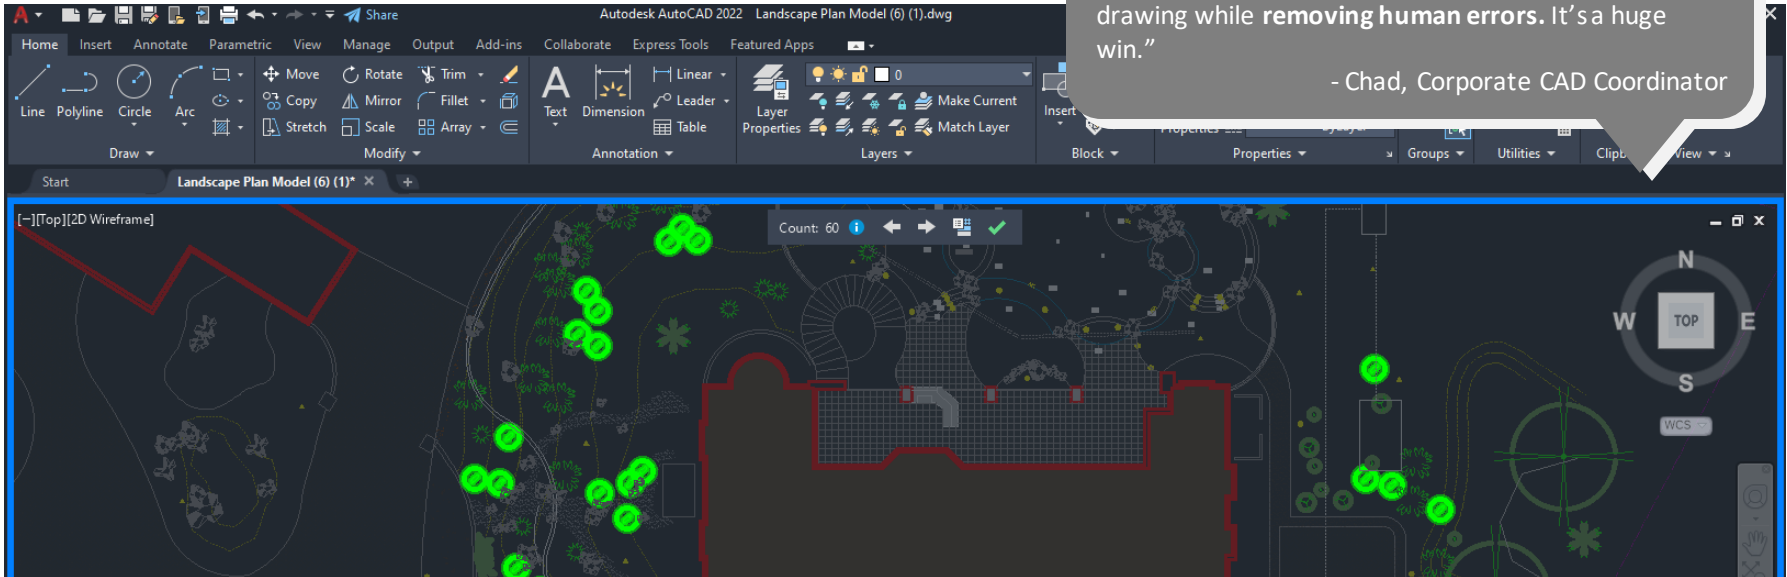 Share
Autodesk AutoCAD 2022 Landscape Plan Model (6) (1).dwg
drawing while removing human errors. It's a huge
win."
- Chad, Corporate CAD Coordinator
Home Insert Annotate Parametric View Manage Output Add-ins Collaborate Express Tools Featured Apps
Move Rotate Trim Linear 0
Line Polyline Circle Arc Copy Mirror Fillet Text Dimension Leader Layer Properties Make Current Insert
Stretch Scale Array Table Match Layer Properties ByLayer
Draw Modify Annotation Layers Block Properties Groups Utilities View
Start Landscape Plan Model (6) (1)*
[−][Top][2D Wireframe]
Count: 60
N
W TOP E
S
WCS